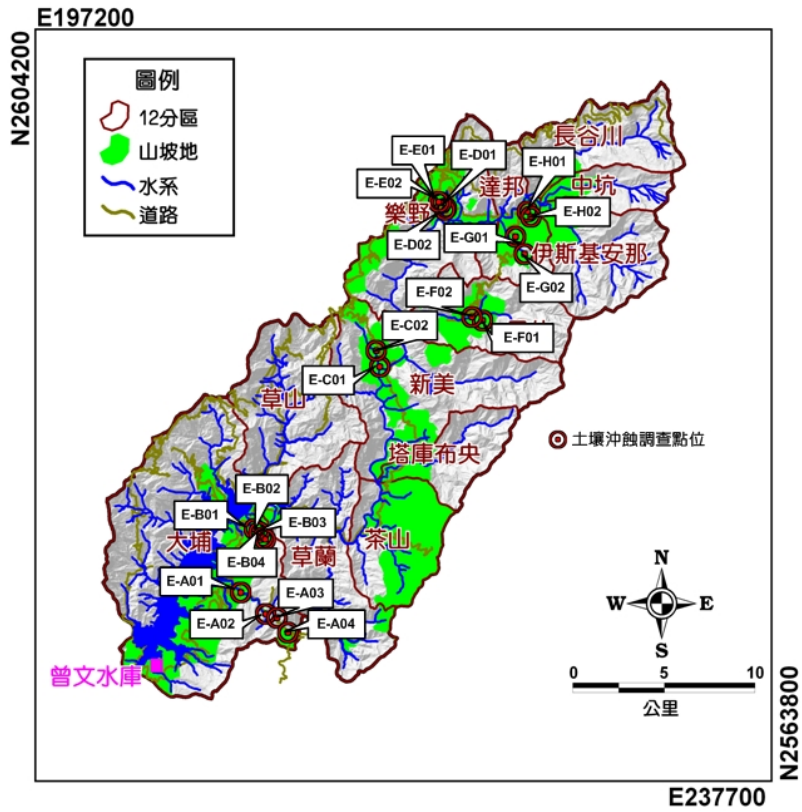 E197200
N2604200
圖例
12分區
山坡地
水系
道路
長谷川
E-E01
E-D01
E-H01
達邦
中坑
E-E02
樂野
E-H02
E-D02
E-G01
伊斯基安那
E-G02
E-F02
E-C02
E-F01
E-C01
新美
草山
土壤沖蝕調查點位
塔庫布央
E-B02
E-B01
E-B03
大埔
草蘭
茶山
E-B04
E-A01
E-A03
E-A02
E-A04
N
W
E
S
曾文水庫
0
5
10
公里
N2563800
E237700